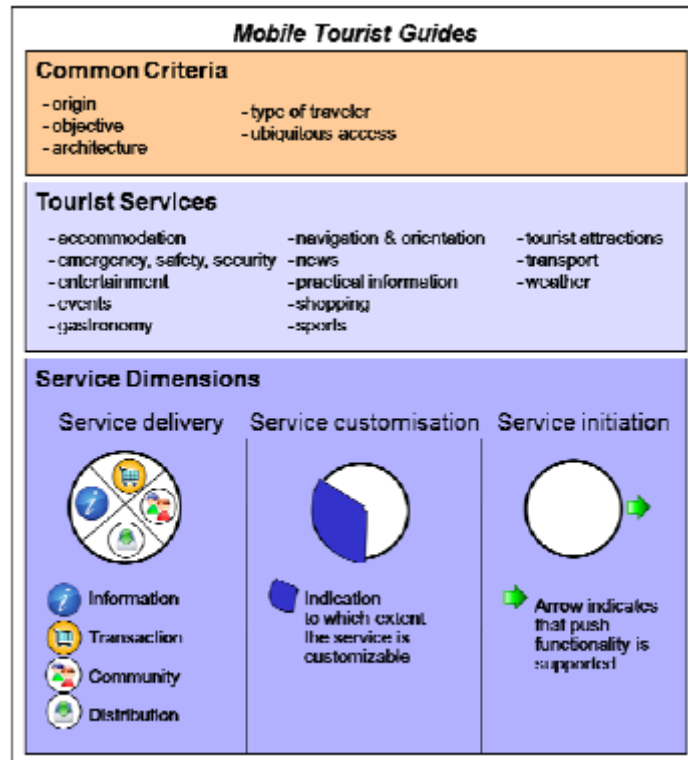 Mobile Tourist Guides
Common Criteria
- origin
- objective
- architecture
- type of traveler
- ubiquitous access
Tourist Services
- accommodation
- emergency, safety, security
- entertainment
- events
- gastronomy
- navigation & orientation
- news
- practical information
- shopping
- sports
- tourist attractions
- transport
- weather
Service Dimensions
Service delivery
i
i Information
Transaction
Community
Distribution
Service customisation
Indication
to which extent
the service is
customizable
Service initiation
Arrow indicates
that push
functionality is
supported